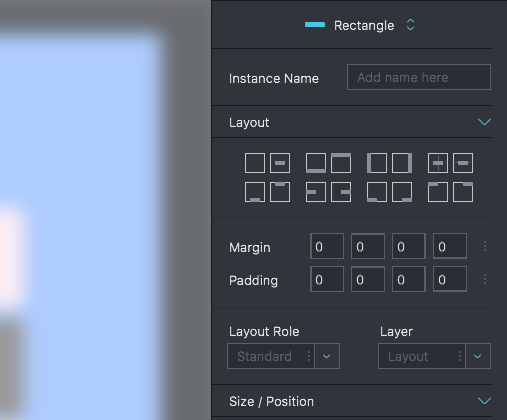 Rectangle
Instance Name Add name here
Layout
Margin 0 0 0 0
Padding 0 0 0 0
Layout Role Layer
Standard Layout
Size / Position